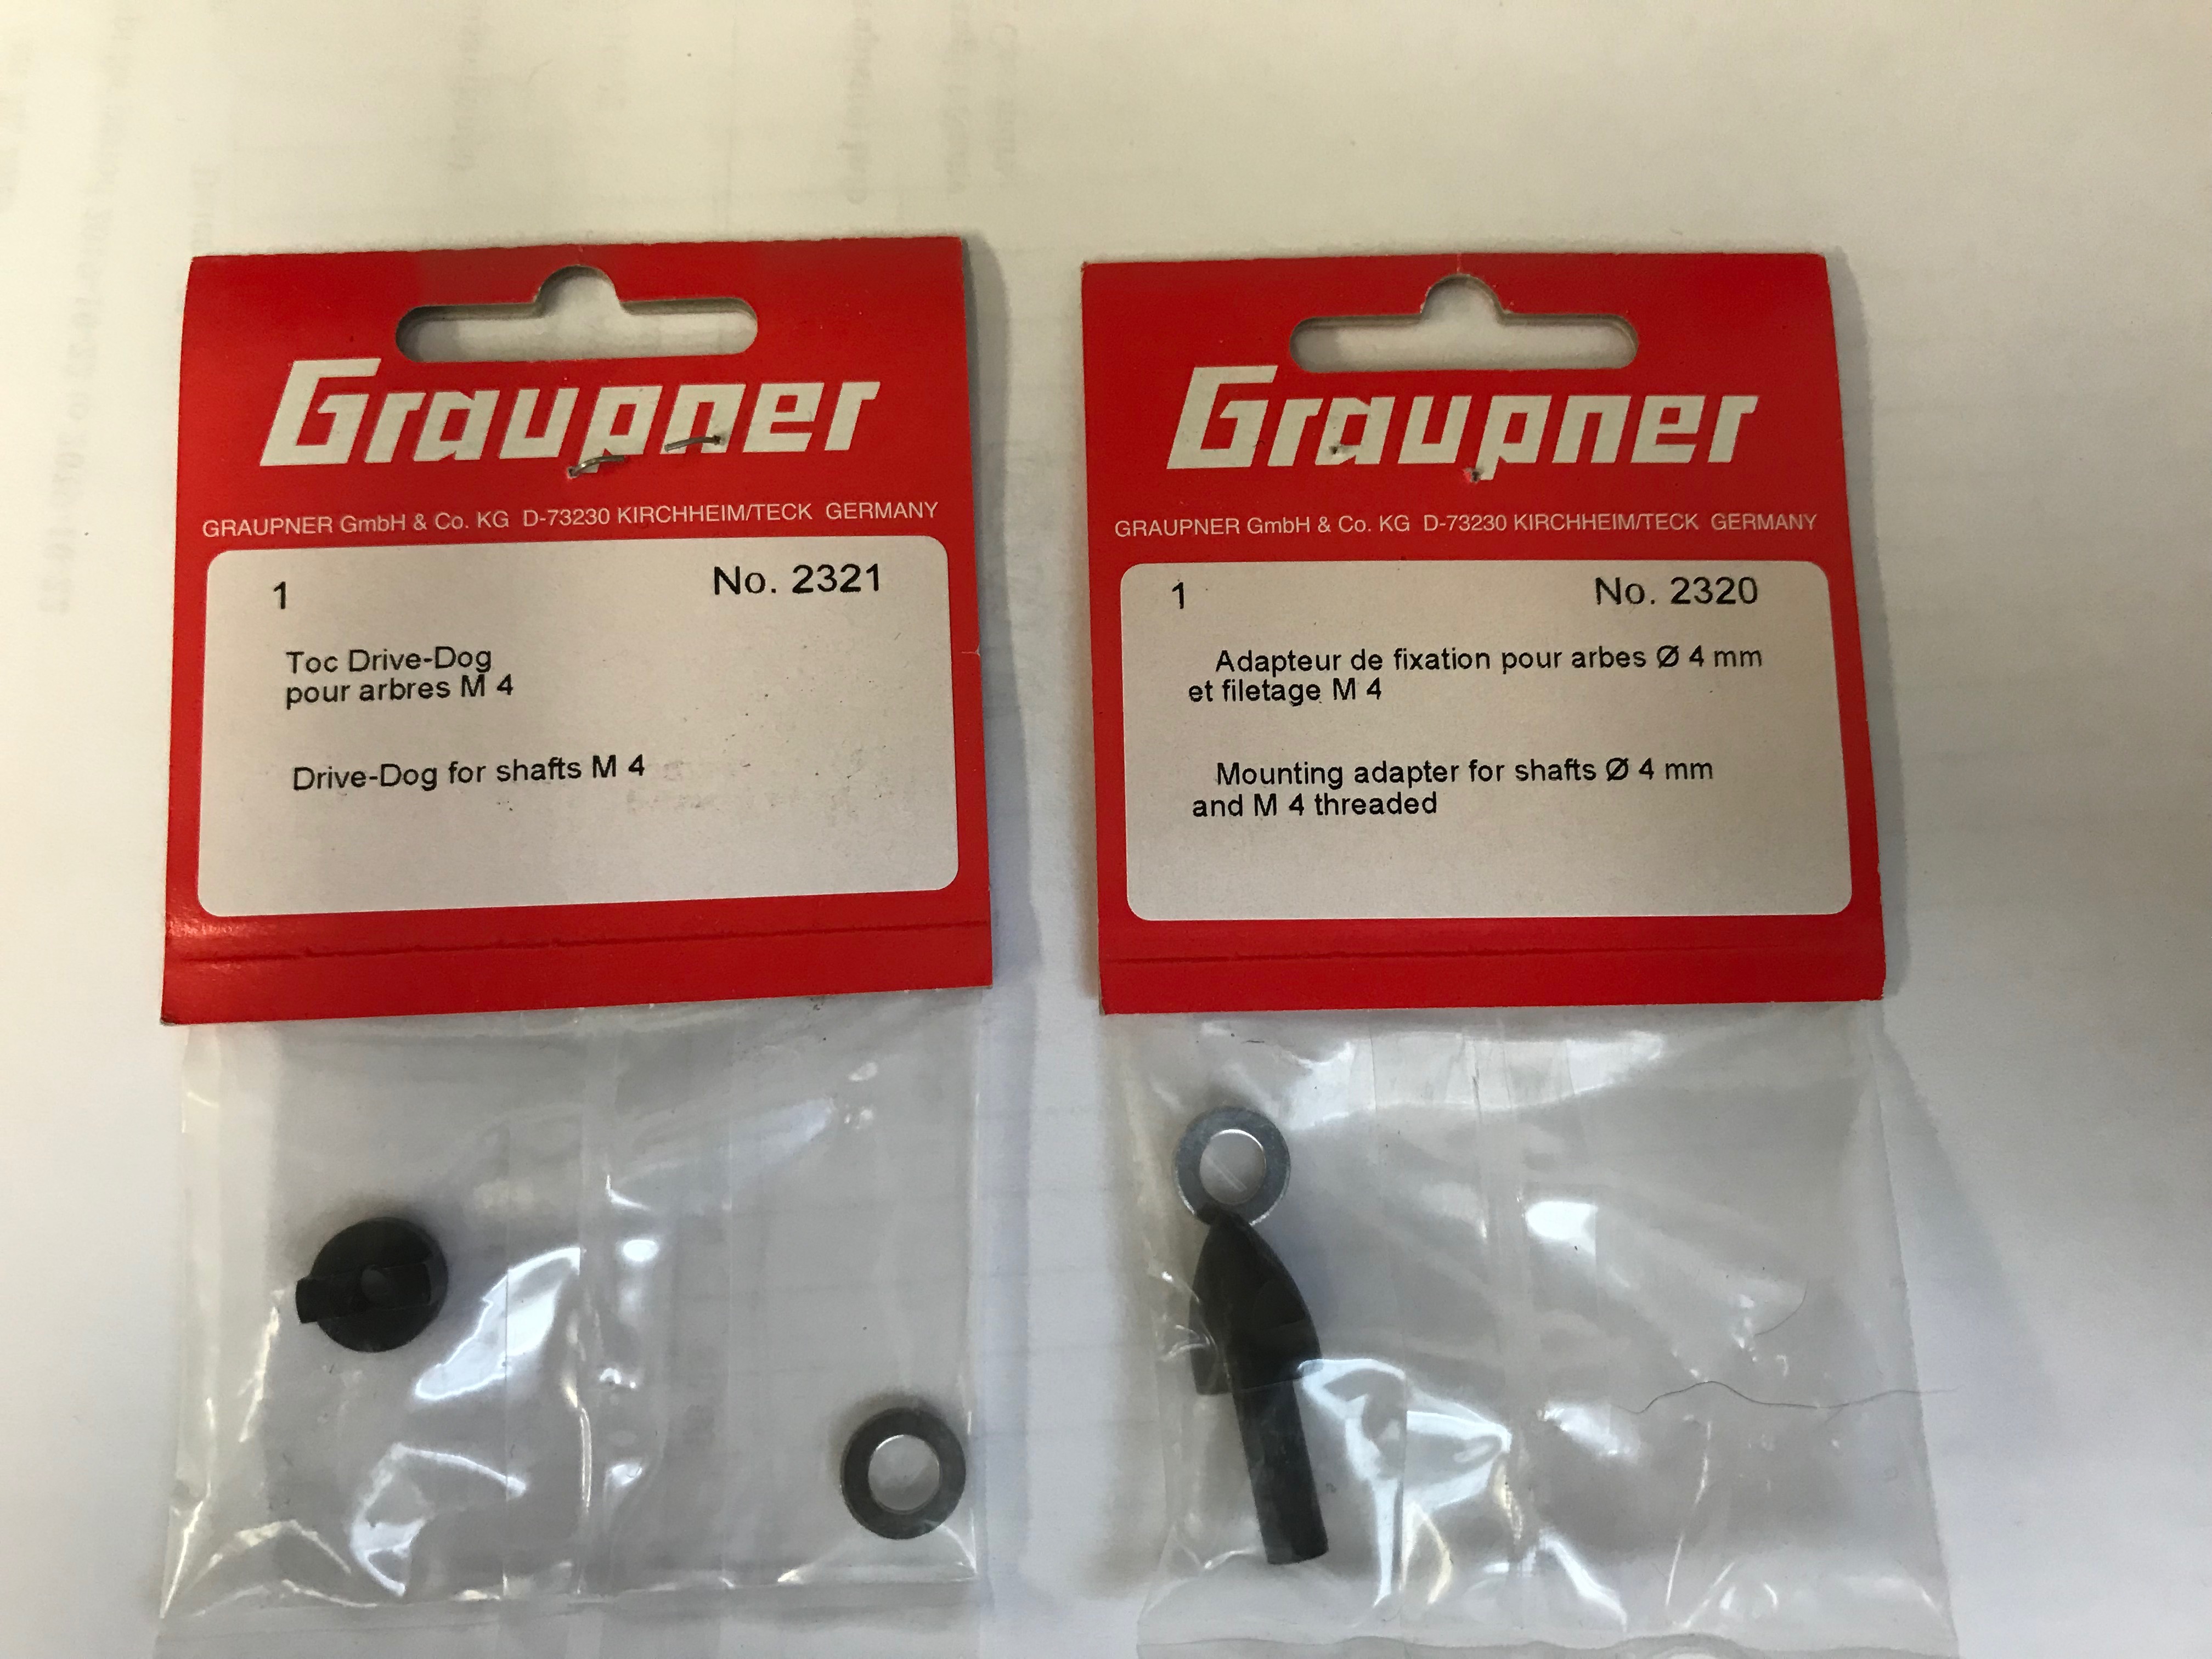 Graupner
GRAUPNER GmbH & Co. KG D-73230 KIRCHHEIM/TECK GERMANY
1 No. 2321
Toc Drive-Dog
pour arbres M 4
Drive-Dog for shafts M 4
Graupner
GRAUPNER GmbH & Co. KG D-73230 KIRCHHEIM/TECK GERMANY
1 No. 2320
Adapteur de fixation pour arbes Ø 4 mm
et filetage M 4
Mounting adapter for shafts Ø 4 mm
and M 4 threaded